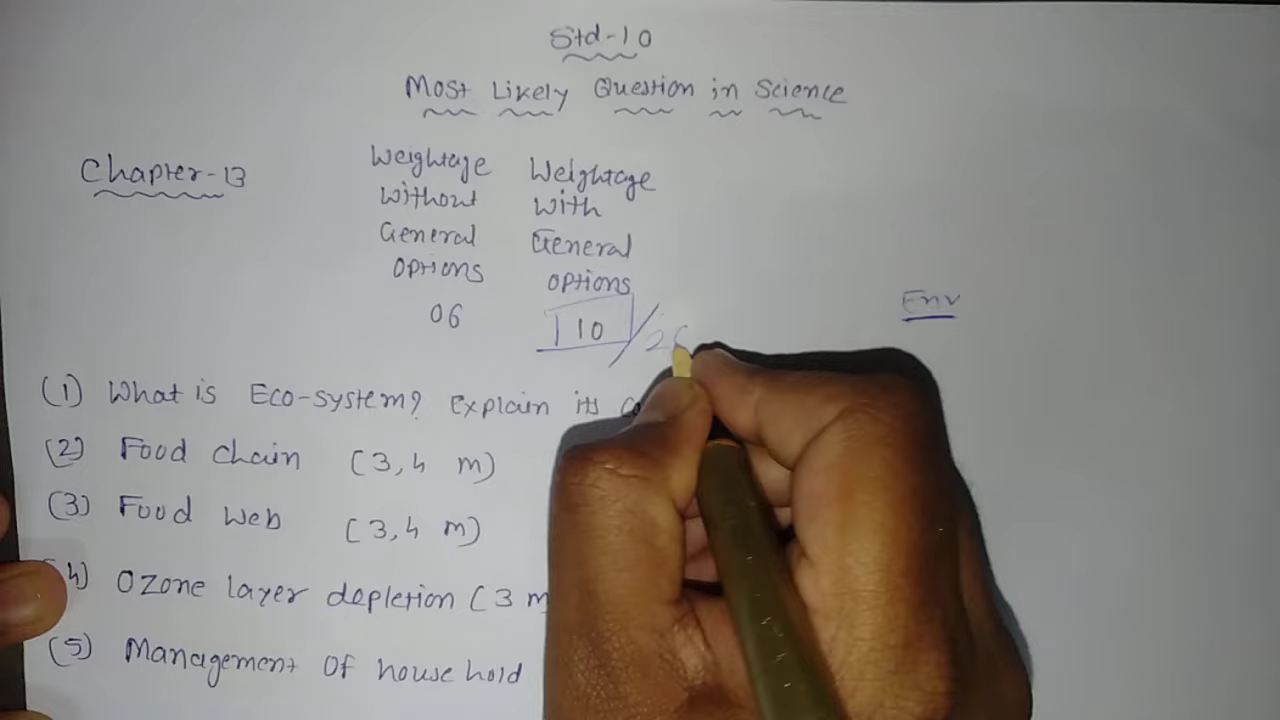 Std-10
Most Likely Question in Science
Chapter-13
Weightage without General options
06
Weightage with General options
10
Env
(1) What is Eco-system? Explain its
(2) Food chain (3,4 m)
(3) Food web (3,4 m)
(4) Ozone layer depletion (3 m
(5) Management of household